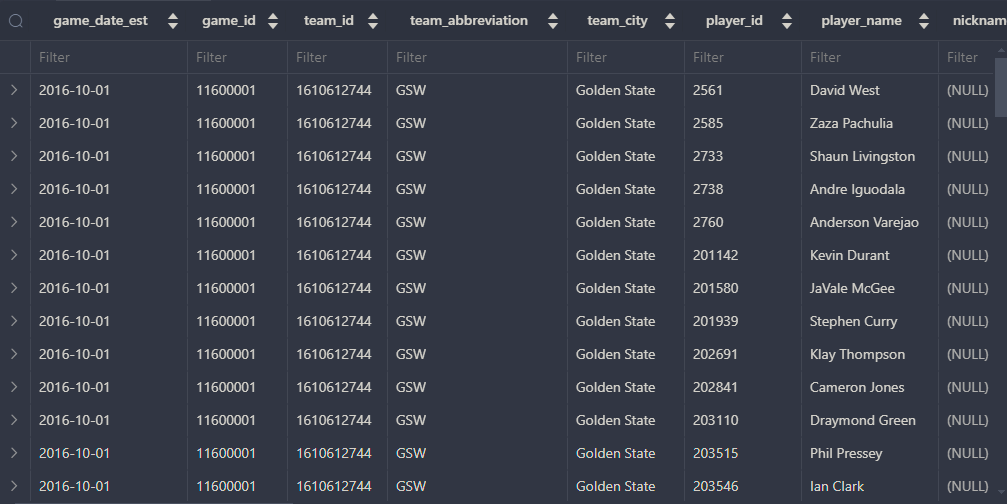 game_date_est game_id team_id team_abbreviation team_city player_id player_name nicknam
Filter Filter Filter Filter Filter Filter Filter Filter
2016-10-01 11600001 1610612744 GSW Golden State 2561 David West (NULL)
2016-10-01 11600001 1610612744 GSW Golden State 2585 Zaza Pachulia (NULL)
2016-10-01 11600001 1610612744 GSW Golden State 2733 Shaun Livingston (NULL)
2016-10-01 11600001 1610612744 GSW Golden State 2738 Andre Iguodala (NULL)
2016-10-01 11600001 1610612744 GSW Golden State 2760 Anderson Varejao (NULL)
2016-10-01 11600001 1610612744 GSW Golden State 201142 Kevin Durant (NULL)
2016-10-01 11600001 1610612744 GSW Golden State 201580 JaVale McGee (NULL)
2016-10-01 11600001 1610612744 GSW Golden State 201939 Stephen Curry (NULL)
2016-10-01 11600001 1610612744 GSW Golden State 202691 Klay Thompson (NULL)
2016-10-01 11600001 1610612744 GSW Golden State 202841 Cameron Jones (NULL)
2016-10-01 11600001 1610612744 GSW Golden State 203110 Draymond Green (NULL)
2016-10-01 11600001 1610612744 GSW Golden State 203515 Phil Pressey (NULL)
2016-10-01 11600001 1610612744 GSW Golden State 203546 Ian Clark (NULL)